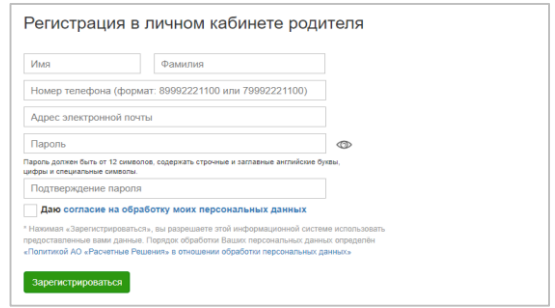 Регистрация в личном кабинете родителя
Имя Фамилия
Номер телефона (формат: 89992221100 или 79992221100)
Адрес электронной почты
Пароль
Пароль должен быть от 12 символов, содержать строчные и заглавные английские буквы,
цифры и специальные символы.
Подтверждение пароля
Даю согласие на обработку моих персональных данных
* Нажимая «Зарегистрироваться», вы разрешаете этой информационной системе использовать
предоставленные вами данные. Порядок обработки Ваших персональных данных определён
«Политикой АО «Расчетные Решения» в отношении обработки персональных данных»
Зарегистрироваться